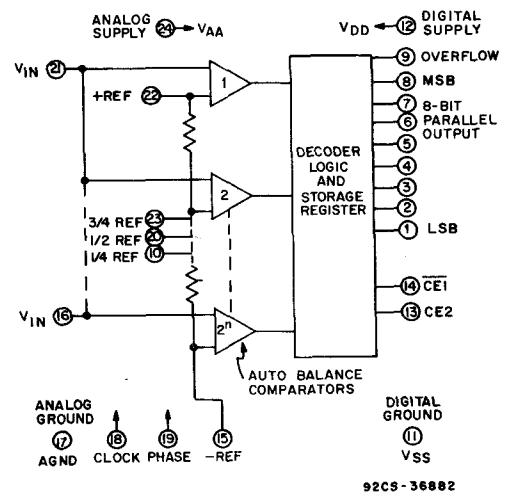 ANALOG
SUPPLY 24 → VAA
VDD ← 12 DIGITAL
SUPPLY
VIN 21
+REF 22
1
9 OVERFLOW
8 MSB
7 8-BIT
6 PARALLEL
OUTPUT
5
4
3
2
1 LSB
DECODER
LOGIC
AND
STORAGE
REGISTER
2
3/4 REF 23
1/2 REF 20
1/4 REF 10
14 C̅E̅1̅
13 CE2
VIN 16
2ⁿ
AUTO BALANCE
COMPARATORS
ANALOG
GROUND
17
AGND
18
CLOCK
19
PHASE
15
-REF
DIGITAL
GROUND
11
VSS
92CS-36882